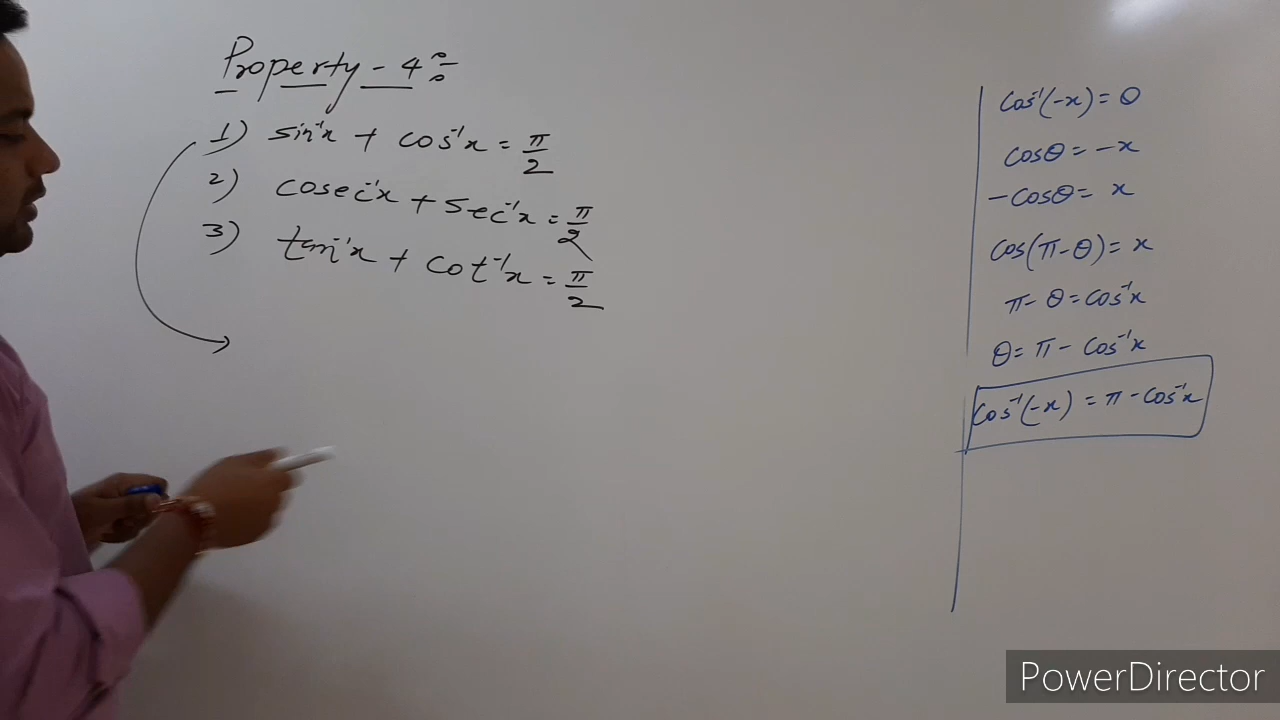 Property - 4 :-
1) sin⁻¹x + cos⁻¹x = π/2
2) cosec⁻¹x + sec⁻¹x = π/2
3) tan⁻¹x + cot⁻¹x = π/2
cos⁻¹(-x) = θ
cosθ = -x
-cosθ = x
cos(π-θ) = x
π - θ = cos⁻¹x
θ = π - cos⁻¹x
cos⁻¹(-x) = π - cos⁻¹x
PowerDirector